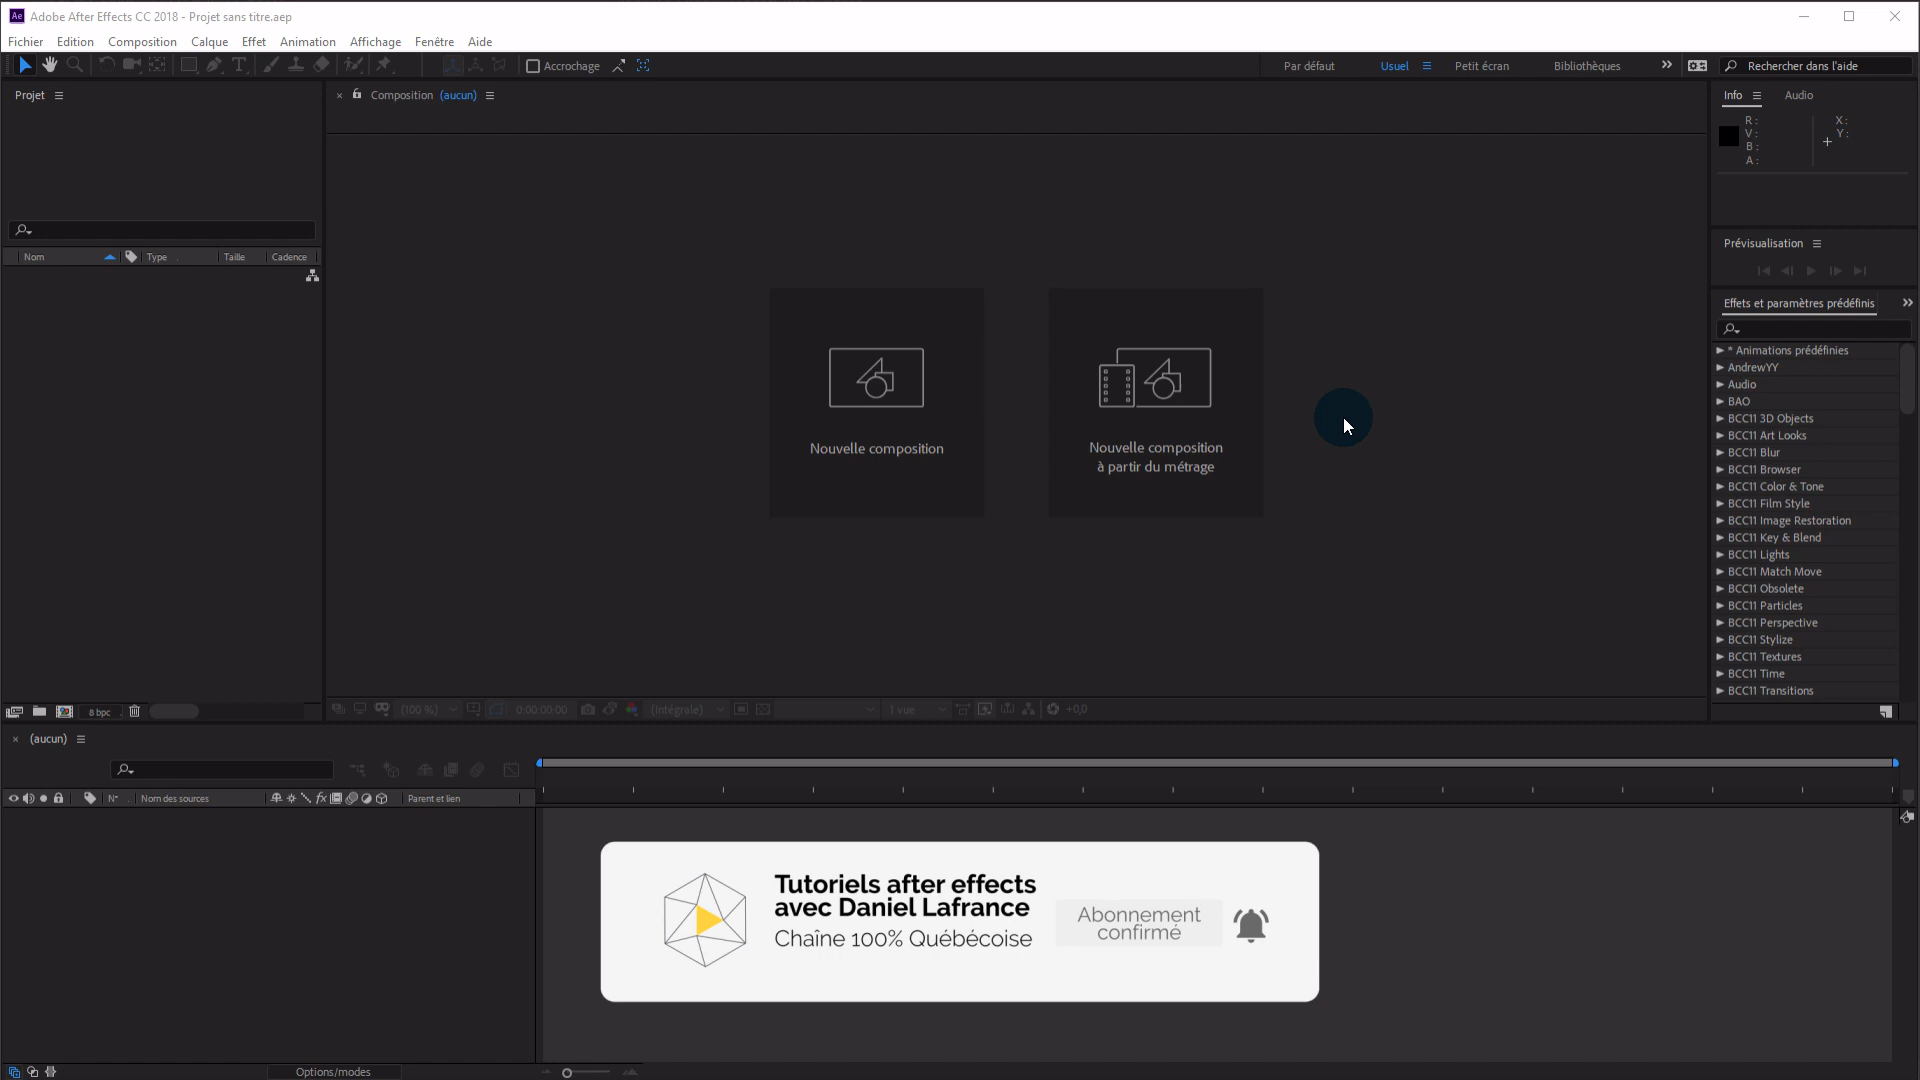 Ae Adobe After Effects CC 2018 - Projet sans titre.aep
Fichier Edition Composition Calque Effet Animation Affichage Fenêtre Aide
Accrochage
Par défaut Usuel Petit écran Bibliothèques
Rechercher dans l'aide
Projet
Nom Type Taille Cadence
8 bpc
Composition (aucun)
Nouvelle composition
Nouvelle composition
à partir du métrage
(100 %) 0:00:00:00 (Intégrale) 1 vue +0,0
Info Audio
R : X :
V : Y :
B :
A :
Prévisualisation
Effets et paramètres prédéfinis
* Animations prédéfinies
AndrewYY
Audio
BAO
BCC11 3D Objects
BCC11 Art Looks
BCC11 Blur
BCC11 Browser
BCC11 Color & Tone
BCC11 Film Style
BCC11 Image Restoration
BCC11 Key & Blend
BCC11 Lights
BCC11 Match Move
BCC11 Obsolete
BCC11 Particles
BCC11 Perspective
BCC11 Stylize
BCC11 Textures
BCC11 Time
BCC11 Transitions
(aucun)
N° Nom des sources fx Parent et lien
Tutoriels after effects
avec Daniel Lafrance
Chaîne 100% Québécoise
Abonnement
confirmé
Options/modes